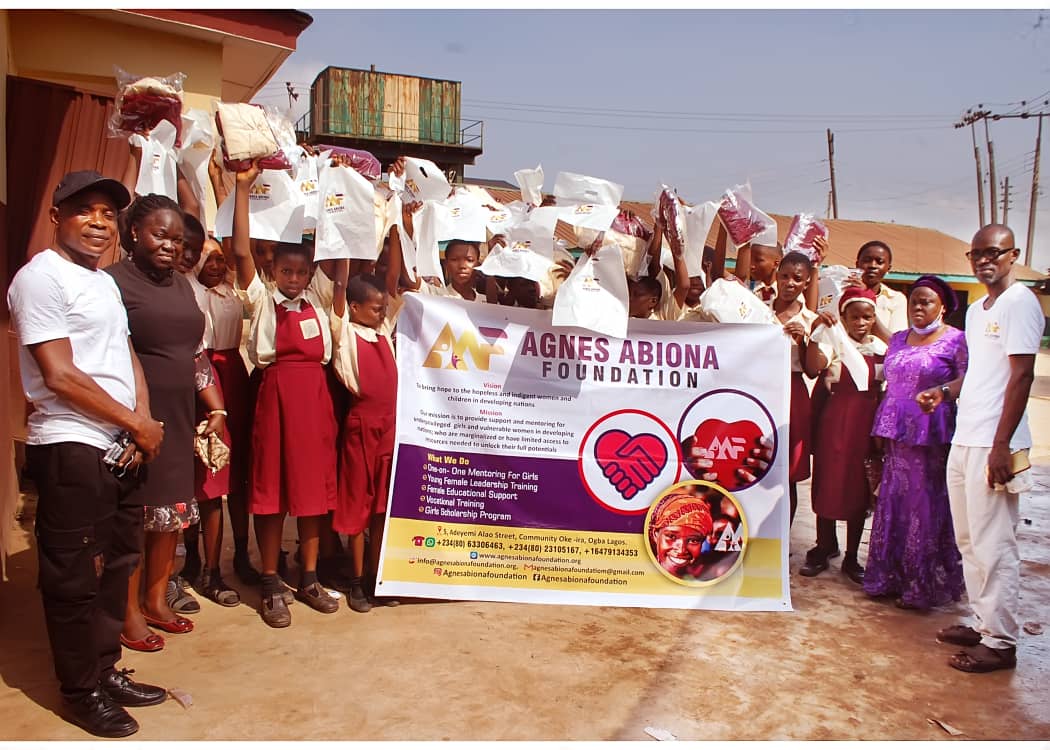 AMF
AGNES ABIONA
FOUNDATION
Vision
To bring hope to the hopeless and indigent women and
children in developing nations
Mission
Our mission is to provide support and mentoring for
underprivileged girls and vulnerable women in developing
nations; who are marginalized or have limited access to
resources needed to unlock their full potentials
What We Do
One-on- One Mentoring For Girls
Young Female Leadership Training
Female Educational Support
Vocational Training
Girls Scholarship Program
AMF
5, Adeyemi Alao Street, Community Oke -ira, Ogba Lagos.
+234(80) 63306463, +234(80) 23105167, +16479134353
www.agnesabionafoundation.org
info@agnesabionafoundation.org, agnesabionafoundation@gmail.com
@Agnesabionafoundation @Agnesabionafoundation